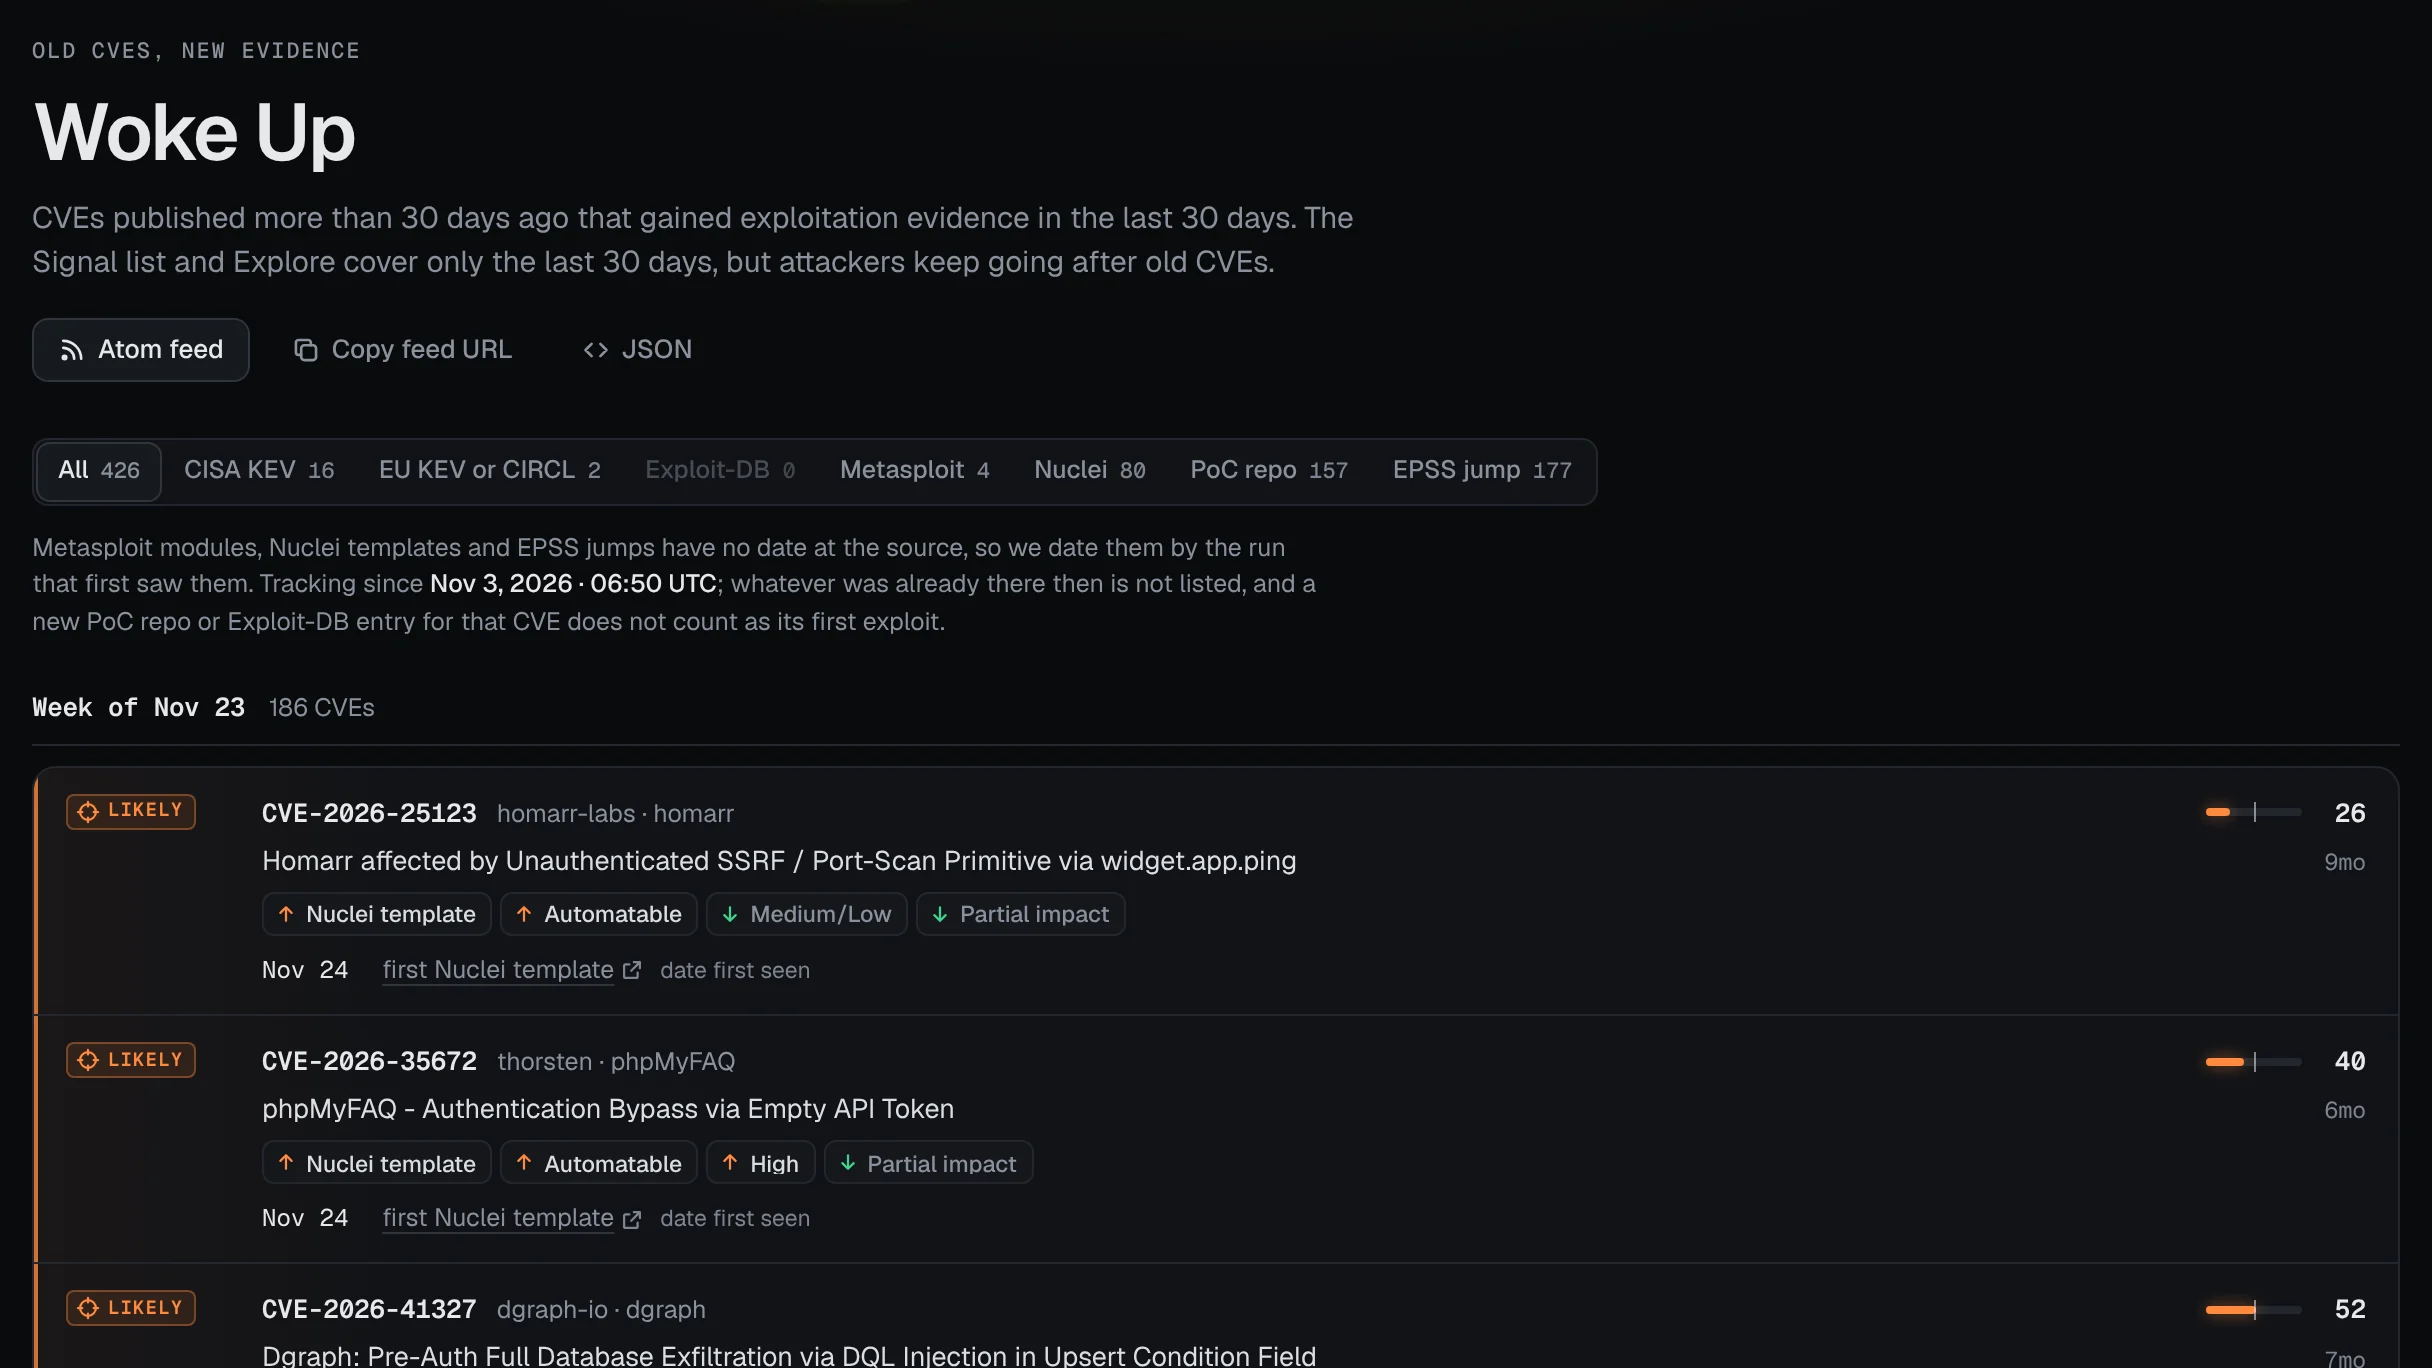 OLD CVES, NEW EVIDENCE
Woke Up
CVEs published more than 30 days ago that gained exploitation evidence in the last 30 days. The
Signal list and Explore cover only the last 30 days, but attackers keep going after old CVEs.
Atom feed Copy feed URL JSON
All 426 CISA KEV 16 EU KEV or CIRCL 2 Exploit-DB 0 Metasploit 4 Nuclei 80 PoC repo 157 EPSS jump 177
Metasploit modules, Nuclei templates and EPSS jumps have no date at the source, so we date them by the run
that first saw them. Tracking since Nov 3, 2026 · 06:50 UTC; whatever was already there then is not listed, and a
new PoC repo or Exploit-DB entry for that CVE does not count as its first exploit.
Week of Nov 23 186 CVEs
LIKELY CVE-2026-25123 homarr-labs · homarr 26
Homarr affected by Unauthenticated SSRF / Port-Scan Primitive via widget.app.ping 9mo
↑ Nuclei template ↑ Automatable ↓ Medium/Low ↓ Partial impact
Nov 24 first Nuclei template date first seen
LIKELY CVE-2026-35672 thorsten · phpMyFAQ 40
phpMyFAQ - Authentication Bypass via Empty API Token 6mo
↑ Nuclei template ↑ Automatable ↑ High ↓ Partial impact
Nov 24 first Nuclei template date first seen
LIKELY CVE-2026-41327 dgraph-io · dgraph 52
Dgraph: Pre-Auth Full Database Exfiltration via DQL Injection in Upsert Condition Field 7mo